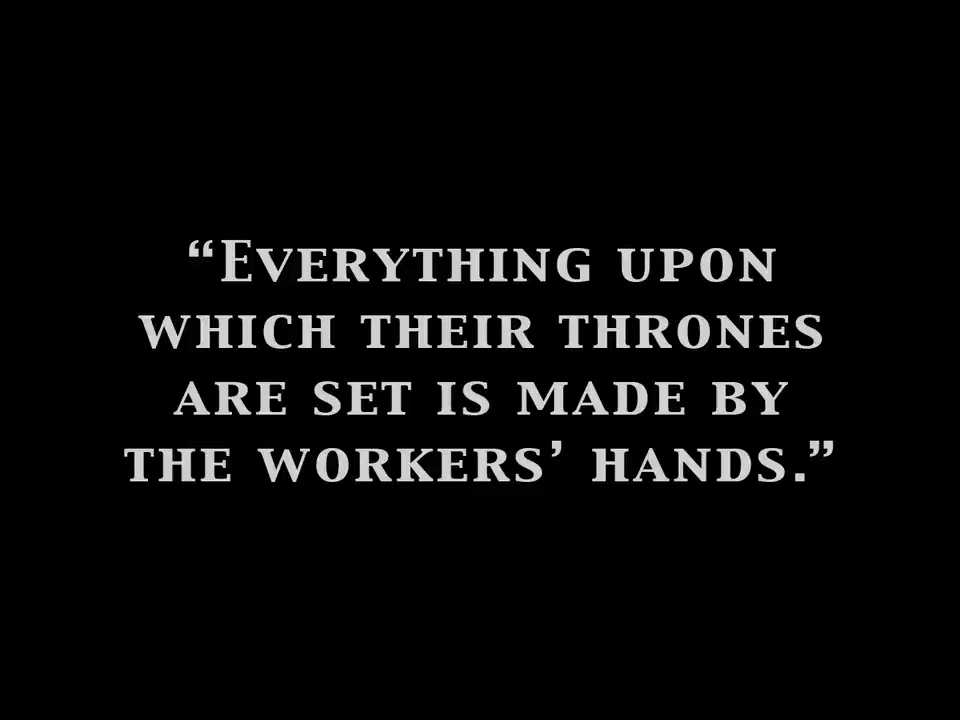 “Everything upon
which their thrones
are set is made by
the workers’ hands.”